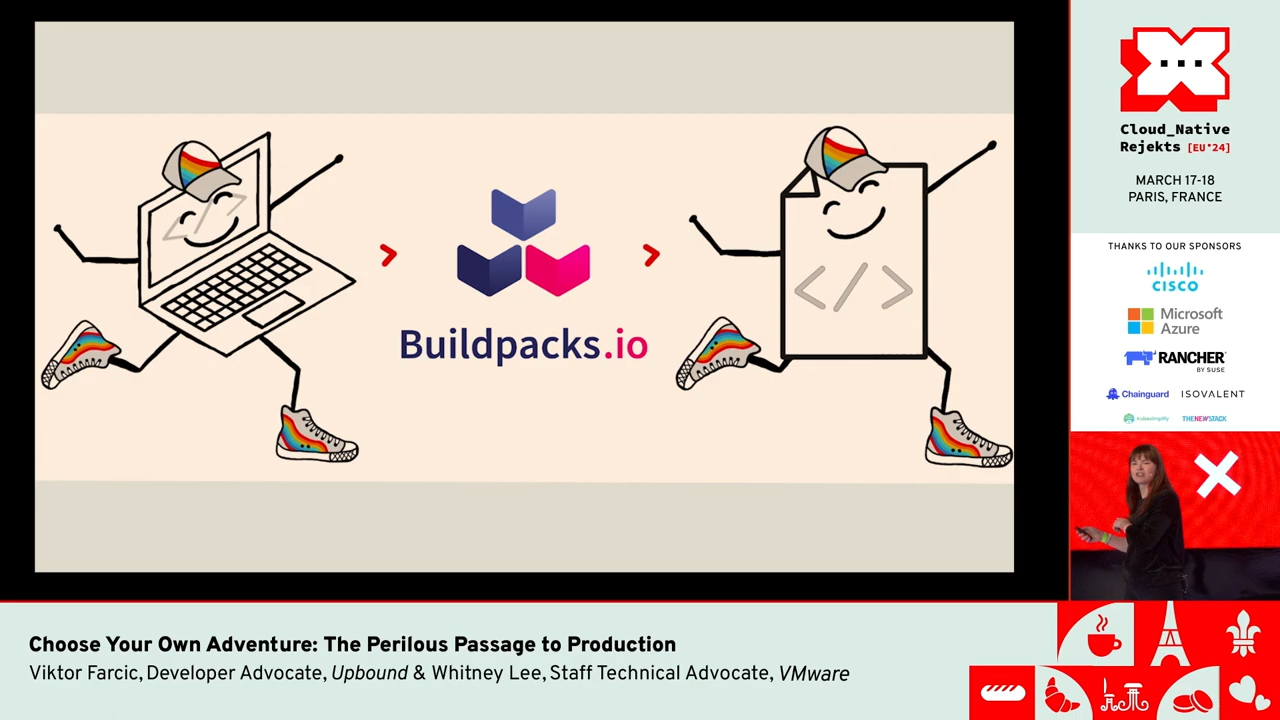 </>
Buildpacks.io
</>
Cloud_Native
Rejekts [EU*24]
MARCH 17-18
PARIS, FRANCE
THANKS TO OUR SPONSORS
CISCO
Microsoft
Azure
RANCHER
BY SUSE
Chainguard
ISOVALENT
kubesimplify
THENEWSTACK
Choose Your Own Adventure: The Perilous Passage to Production
Viktor Farcic, Developer Advocate, Upbound & Whitney Lee, Staff Technical Advocate, VMware